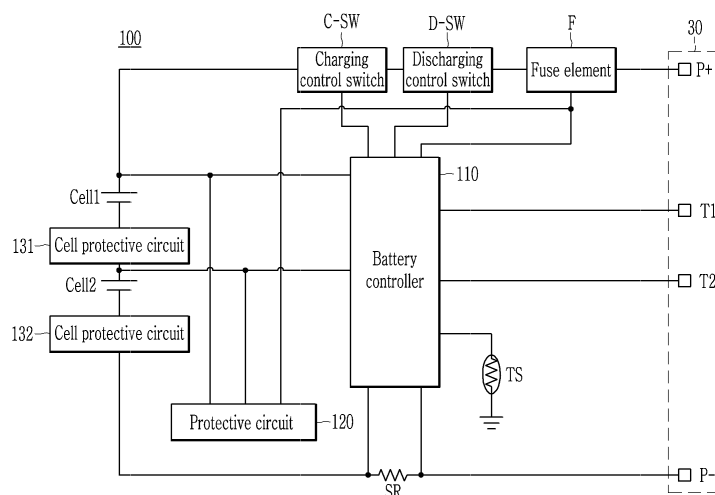 C-SW
D-SW
F
30
100
Charging
control switch
Discharging
control switch
Fuse element
P+
110
Cell1
T1
131
Cell protective circuit
Battery
controller
Cell2
T2
132
Cell protective circuit
TS
Protective circuit
120
SR
P-